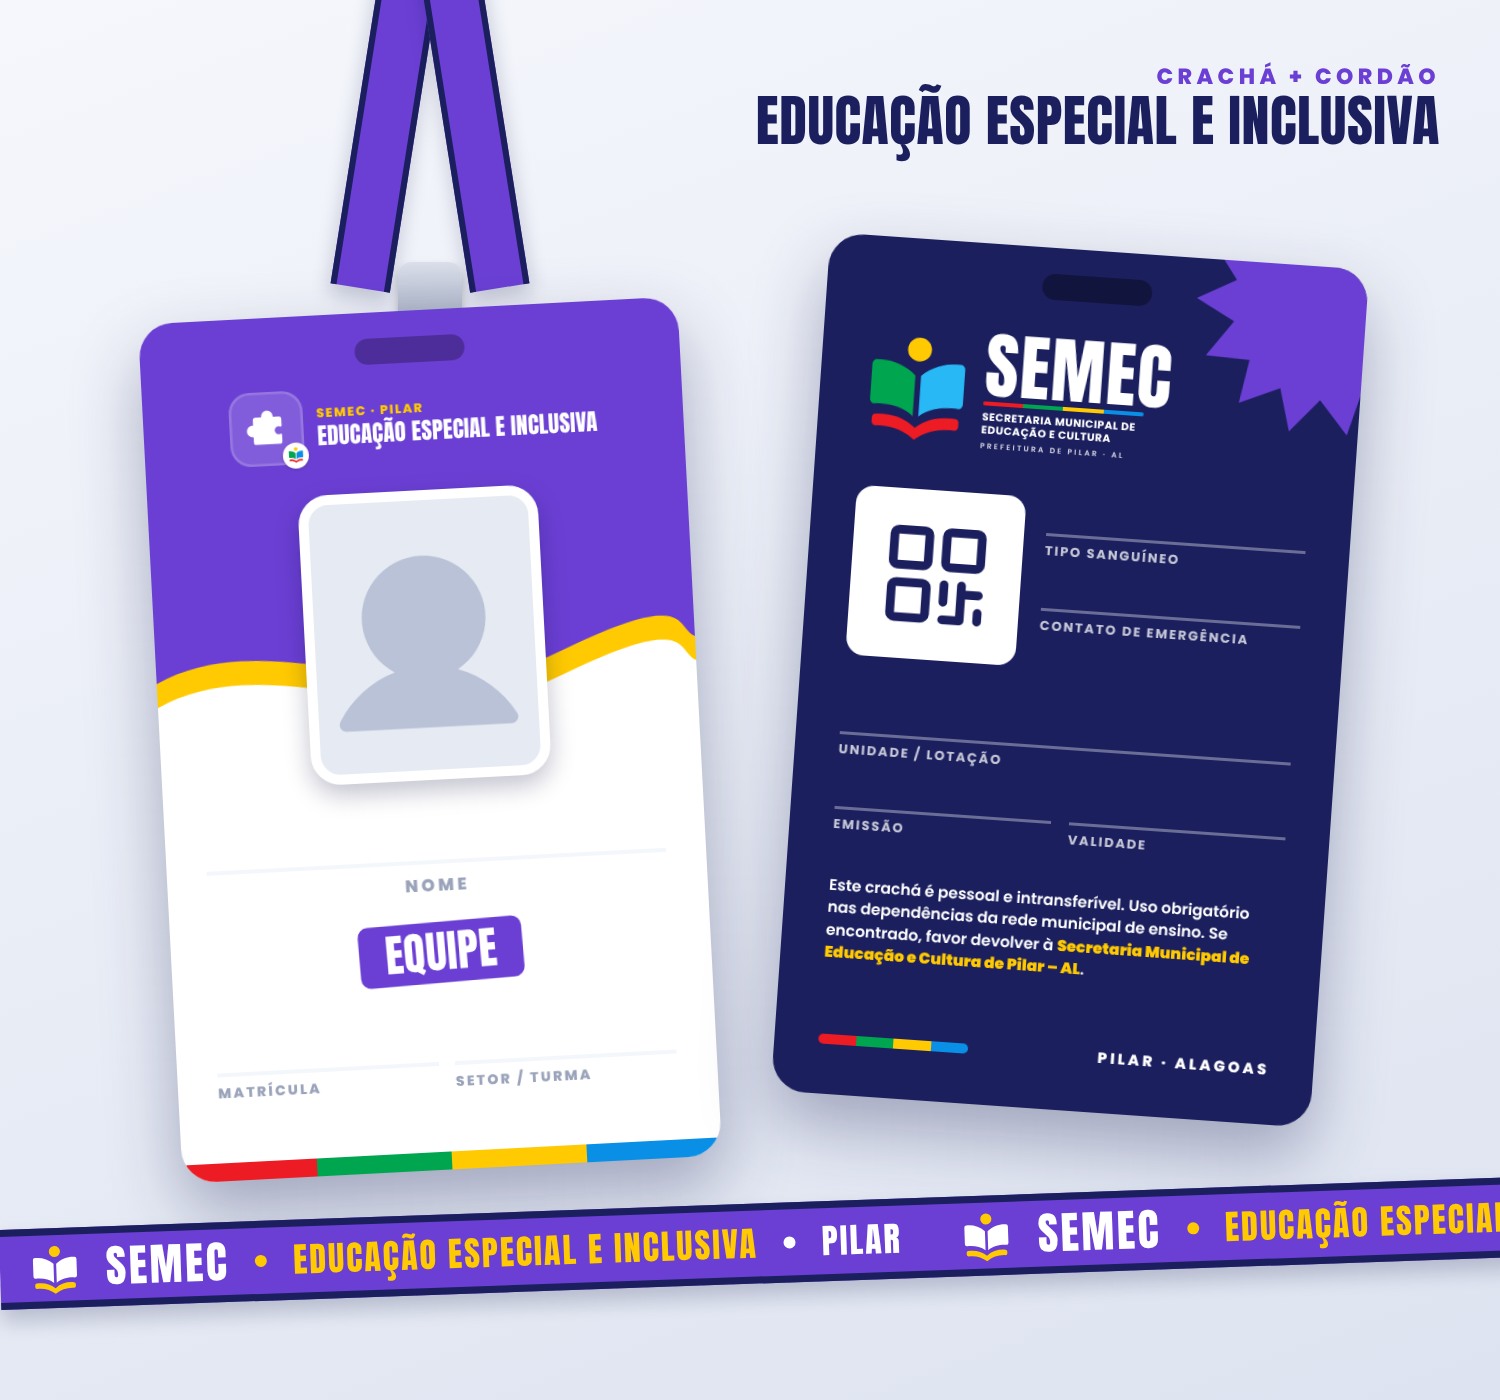 CRACHÁ + CORDÃO
EDUCAÇÃO ESPECIAL E INCLUSIVA
SEMEC · PILAR
EDUCAÇÃO ESPECIAL E INCLUSIVA
NOME
EQUIPE
MATRÍCULA
SETOR / TURMA
SEMEC
SECRETARIA MUNICIPAL DE
EDUCAÇÃO E CULTURA
PREFEITURA DE PILAR · AL
TIPO SANGUÍNEO
CONTATO DE EMERGÊNCIA
UNIDADE / LOTAÇÃO
EMISSÃO
VALIDADE
Este crachá é pessoal e intransferível. Uso obrigatório
nas dependências da rede municipal de ensino. Se
encontrado, favor devolver à Secretaria Municipal de
Educação e Cultura de Pilar – AL.
PILAR · ALAGOAS
SEMEC • EDUCAÇÃO ESPECIAL E INCLUSIVA • PILAR SEMEC • EDUCAÇÃO ESPECIAL